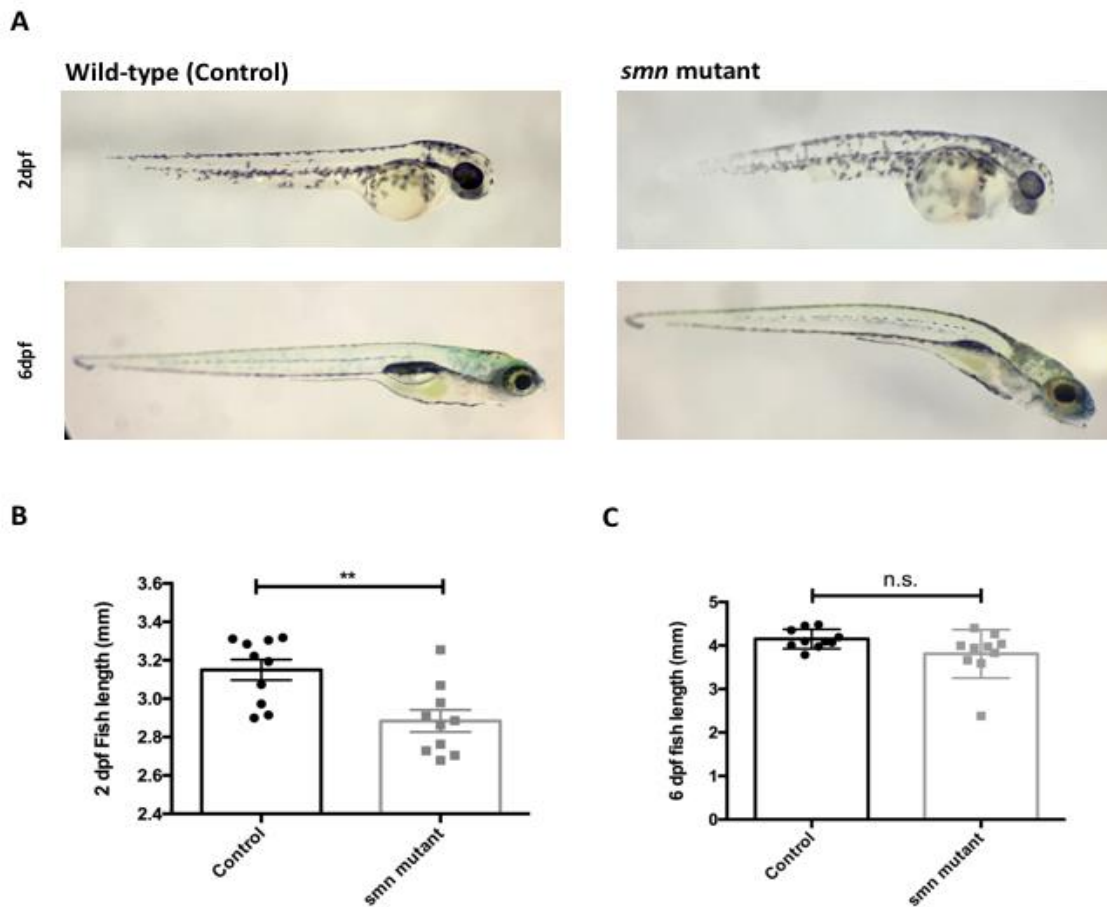 A
Wild-type (Control)
smn mutant
2dpf
6dpf
B
2 dpf Fish length (mm)
3.6
3.4
3.2
3.0
2.8
2.6
2.4
**
Control
smn mutant
C
6 dpf fish length (mm)
5
4
3
2
1
0
n.s.
Control
smn mutant